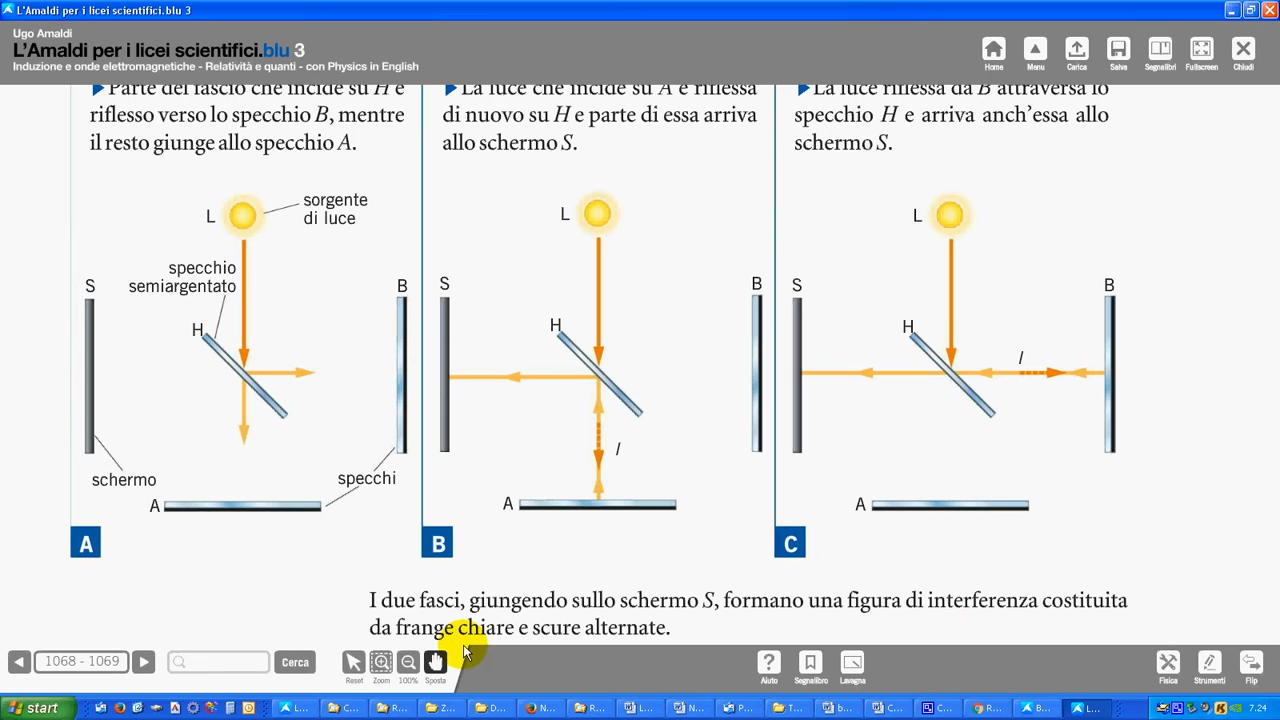 L'Amaldi per i licei scientifici.blu 3
Ugo Amaldi
L'Amaldi per i licei scientifici.blu 3
Induzione e onde elettromagnetiche - Relatività e quanti - con Physics in English
Home Menu Carica Salva Segnalibri Fullscreen Chiudi
Parte del fascio che incide su H è
riflesso verso lo specchio B, mentre
il resto giunge allo specchio A.
La luce che incide su A è riflessa
di nuovo su H e parte di essa arriva
allo schermo S.
La luce riflessa da B attraversa lo
specchio H e arriva anch'essa allo
schermo S.
L
sorgente
di luce
specchio
semiargentato
S
B
H
schermo
specchi
A
A
L
S
B
H
l
A
B
L
S
B
H
l
A
C
I due fasci, giungendo sullo schermo S, formano una figura di interferenza costituita
da frange chiare e scure alternate.
1068 - 1069
Cerca
Reset Zoom 100% Sposta
Aiuto Segnalibro Lavagna
Fisica Strumenti Flip
start
L... C... R... Z... D... N... R... L... N... P... T... b... C... C... R... B... L...
7.24